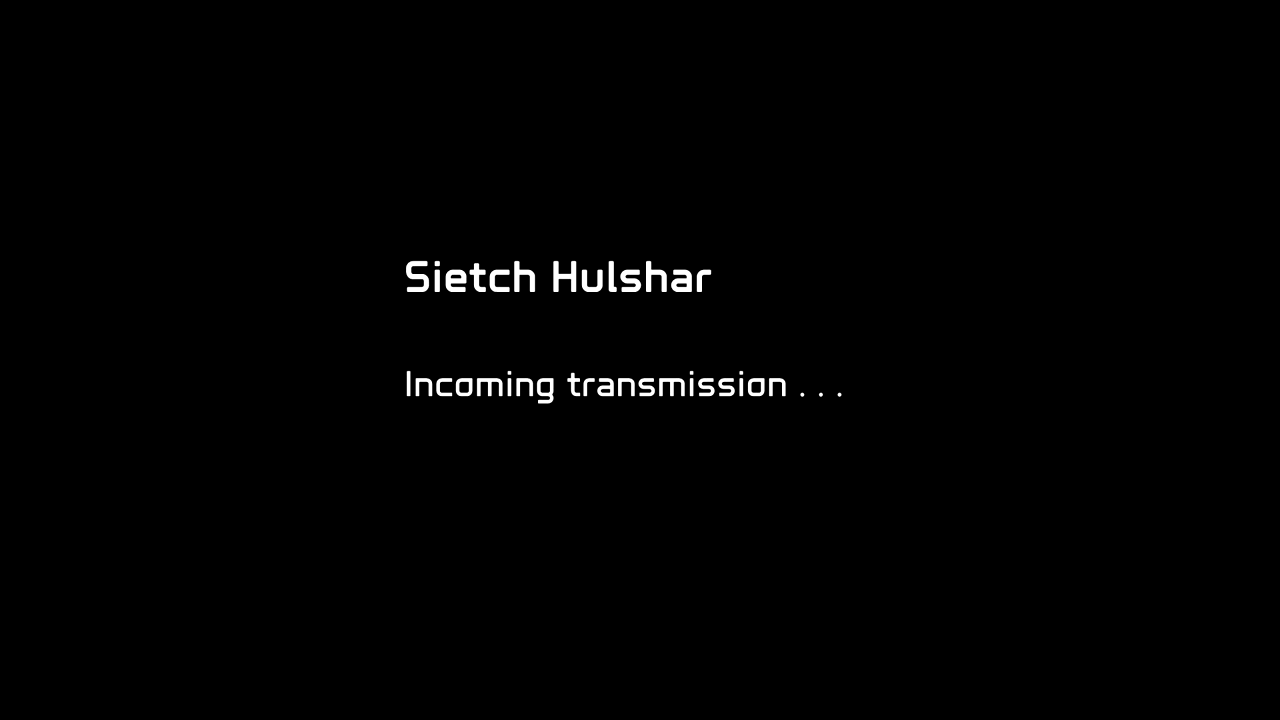 Sietch Hulshar
Incoming transmission . . .